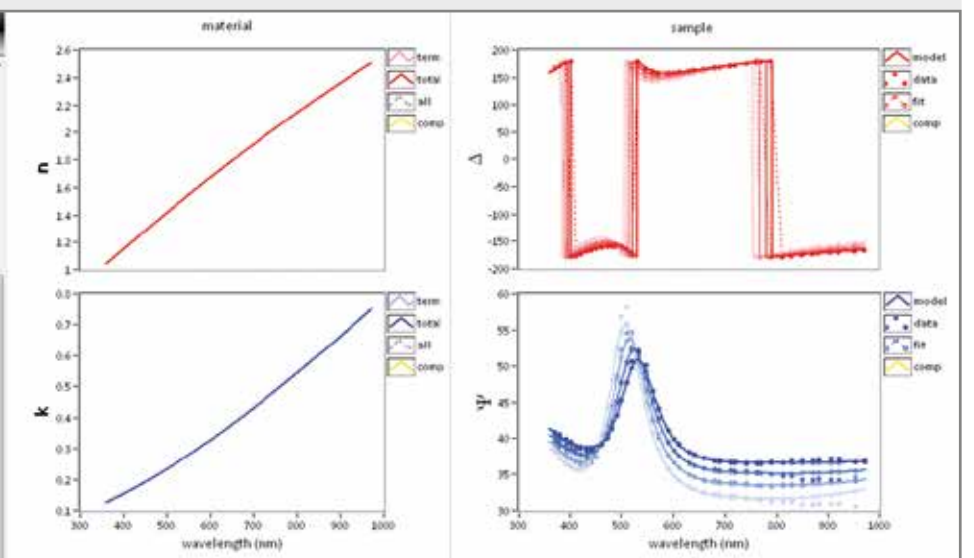 material
2.6
2.4
2.2
2
1.8
1.6
1.4
1.2
1
n
term
total
all
comp
sample
200
150
100
50
0
-50
-100
-150
-200
Δ
model
data
fit
comp
0.8
0.7
0.6
0.5
0.4
0.3
0.2
0.1
k
300 400 500 600 700 800 900 1000
wavelength (nm)
term
total
all
comp
60
55
50
45
40
35
30
Ψ
300 400 500 600 700 800 900 1000
wavelength (nm)
model
data
fit
comp